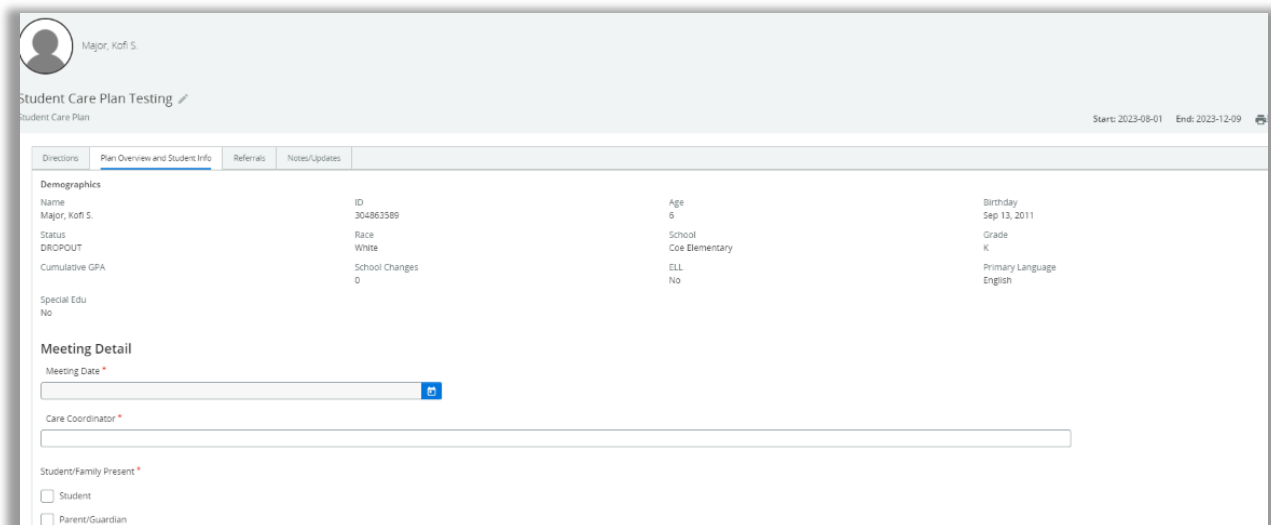 Major, Kofi S.
Student Care Plan Testing
Student Care Plan
Start: 2023-08-01 End: 2023-12-09
Directions Plan Overview and Student Info Referrals Notes/Updates
Demographics
Name ID Age Birthday
Major, Kofi S. 304863589 6 Sep 13, 2011
Status Race School Grade
DROPOUT White Coe Elementary K
Cumulative GPA School Changes ELL Primary Language
0 No English
Special Edu
No
Meeting Detail
Meeting Date *
Care Coordinator *
Student/Family Present *
Student
Parent/Guardian